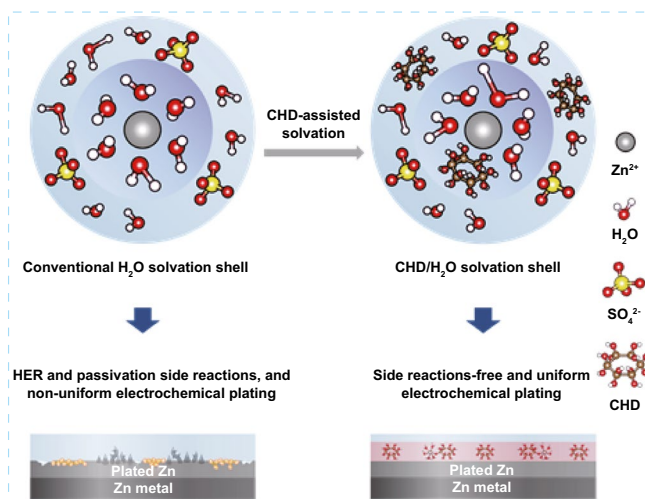 CHD-assisted
solvation
Zn²⁺
H₂O
SO₄²⁻
CHD
Conventional H₂O solvation shell
CHD/H₂O solvation shell
HER and passivation side reactions, and
non-uniform electrochemical plating
Side reactions-free and uniform
electrochemical plating
Plated Zn
Zn metal
Plated Zn
Zn metal